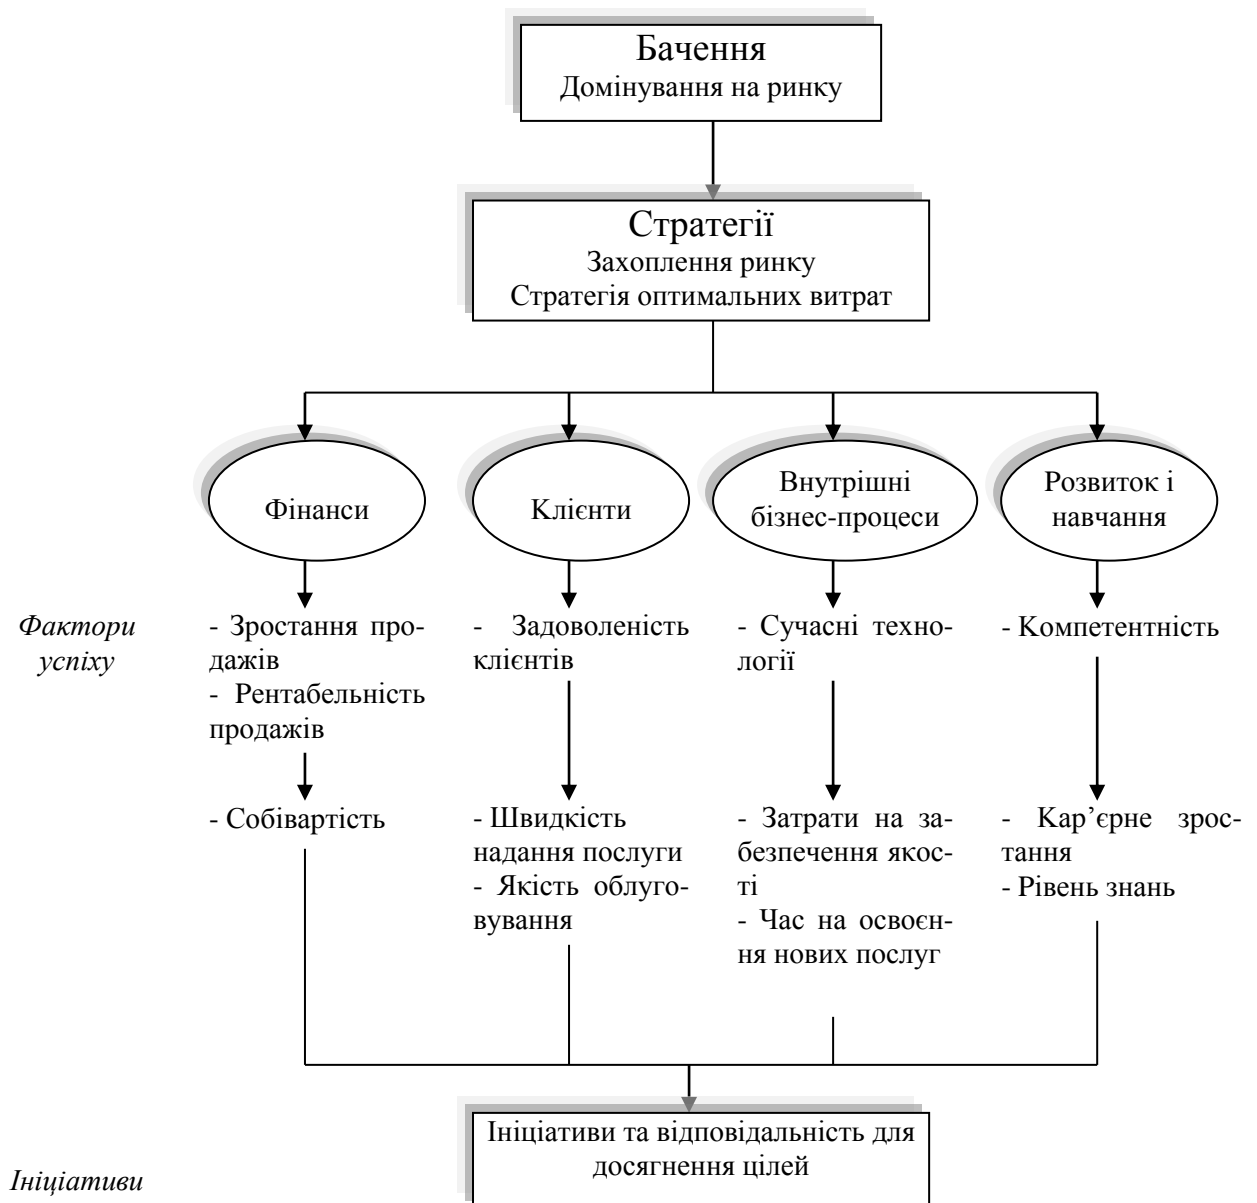 Бачення
Домінування на ринку
Стратегії
Захоплення ринку
Стратегія оптимальних витрат
Фінанси
Клієнти
Внутрішні
бізнес-процеси
Розвиток і
навчання
Фактори
успіху
- Зростання про-
дажів
- Рентабельність
продажів
- Задоволеність
клієнтів
- Сучасні техно-
логії
- Компетентність
- Собівартість
- Швидкість
надання послуги
- Якість облуго-
вування
- Затрати на за-
безпечення якос-
ті
- Час на освоєн-
ня нових послуг
- Кар’єрне зрос-
тання
- Рівень знань
Ініціативи та відповідальність для
досягнення цілей
Ініціативи